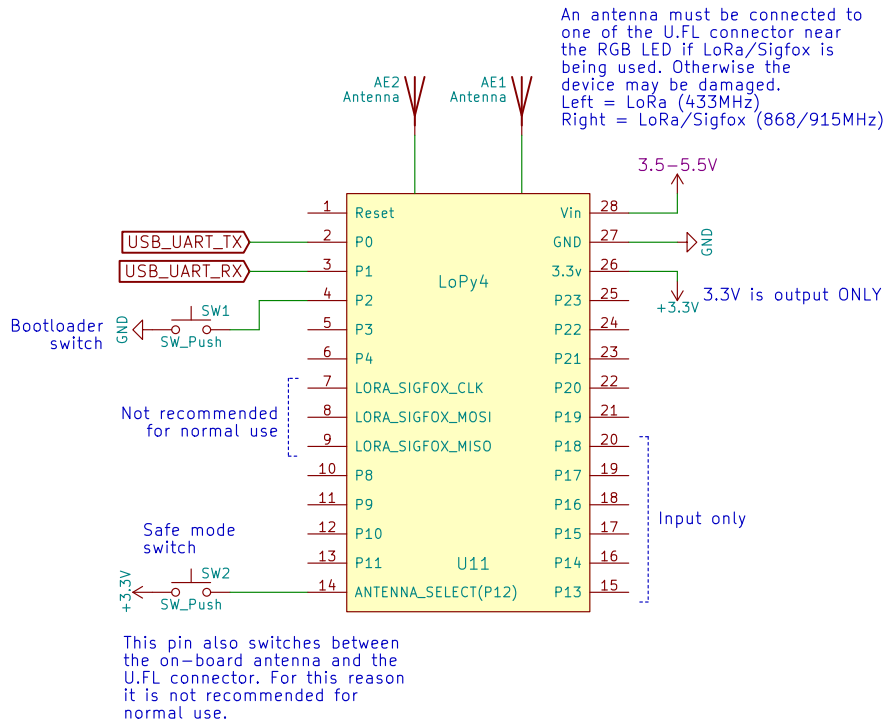 An antenna must be connected to
one of the U.FL connector near
the RGB LED if LoRa/Sigfox is
being used. Otherwise the
device may be damaged.
Left = LoRa (433MHz)
Right = LoRa/Sigfox (868/915MHz)
AE2
Antenna
AE1
Antenna
3.5-5.5V
1 Reset
Vin 28
USB_UART_TX 2 P0
GND 27 GND
USB_UART_RX 3 P1
3.3v 26
LoPy4
4 P2
P23 25
3.3V is output ONLY
+3.3V
SW1
Bootloader
switch
GND
SW_Push
5 P3
P22 24
6 P4
P21 23
7 LORA_SIGFOX_CLK
P20 22
Not recommended
for normal use
8 LORA_SIGFOX_MOSI
P19 21
9 LORA_SIGFOX_MISO
P18 20
10 P8
P17 19
11 P9
P16 18
Input only
Safe mode
switch
12 P10
P15 17
13 P11
U11
P14 16
+3.3V
SW2
SW_Push
14 ANTENNA_SELECT(P12)
P13 15
This pin also switches between
the on-board antenna and the
U.FL connector. For this reason
it is not recommended for
normal use.